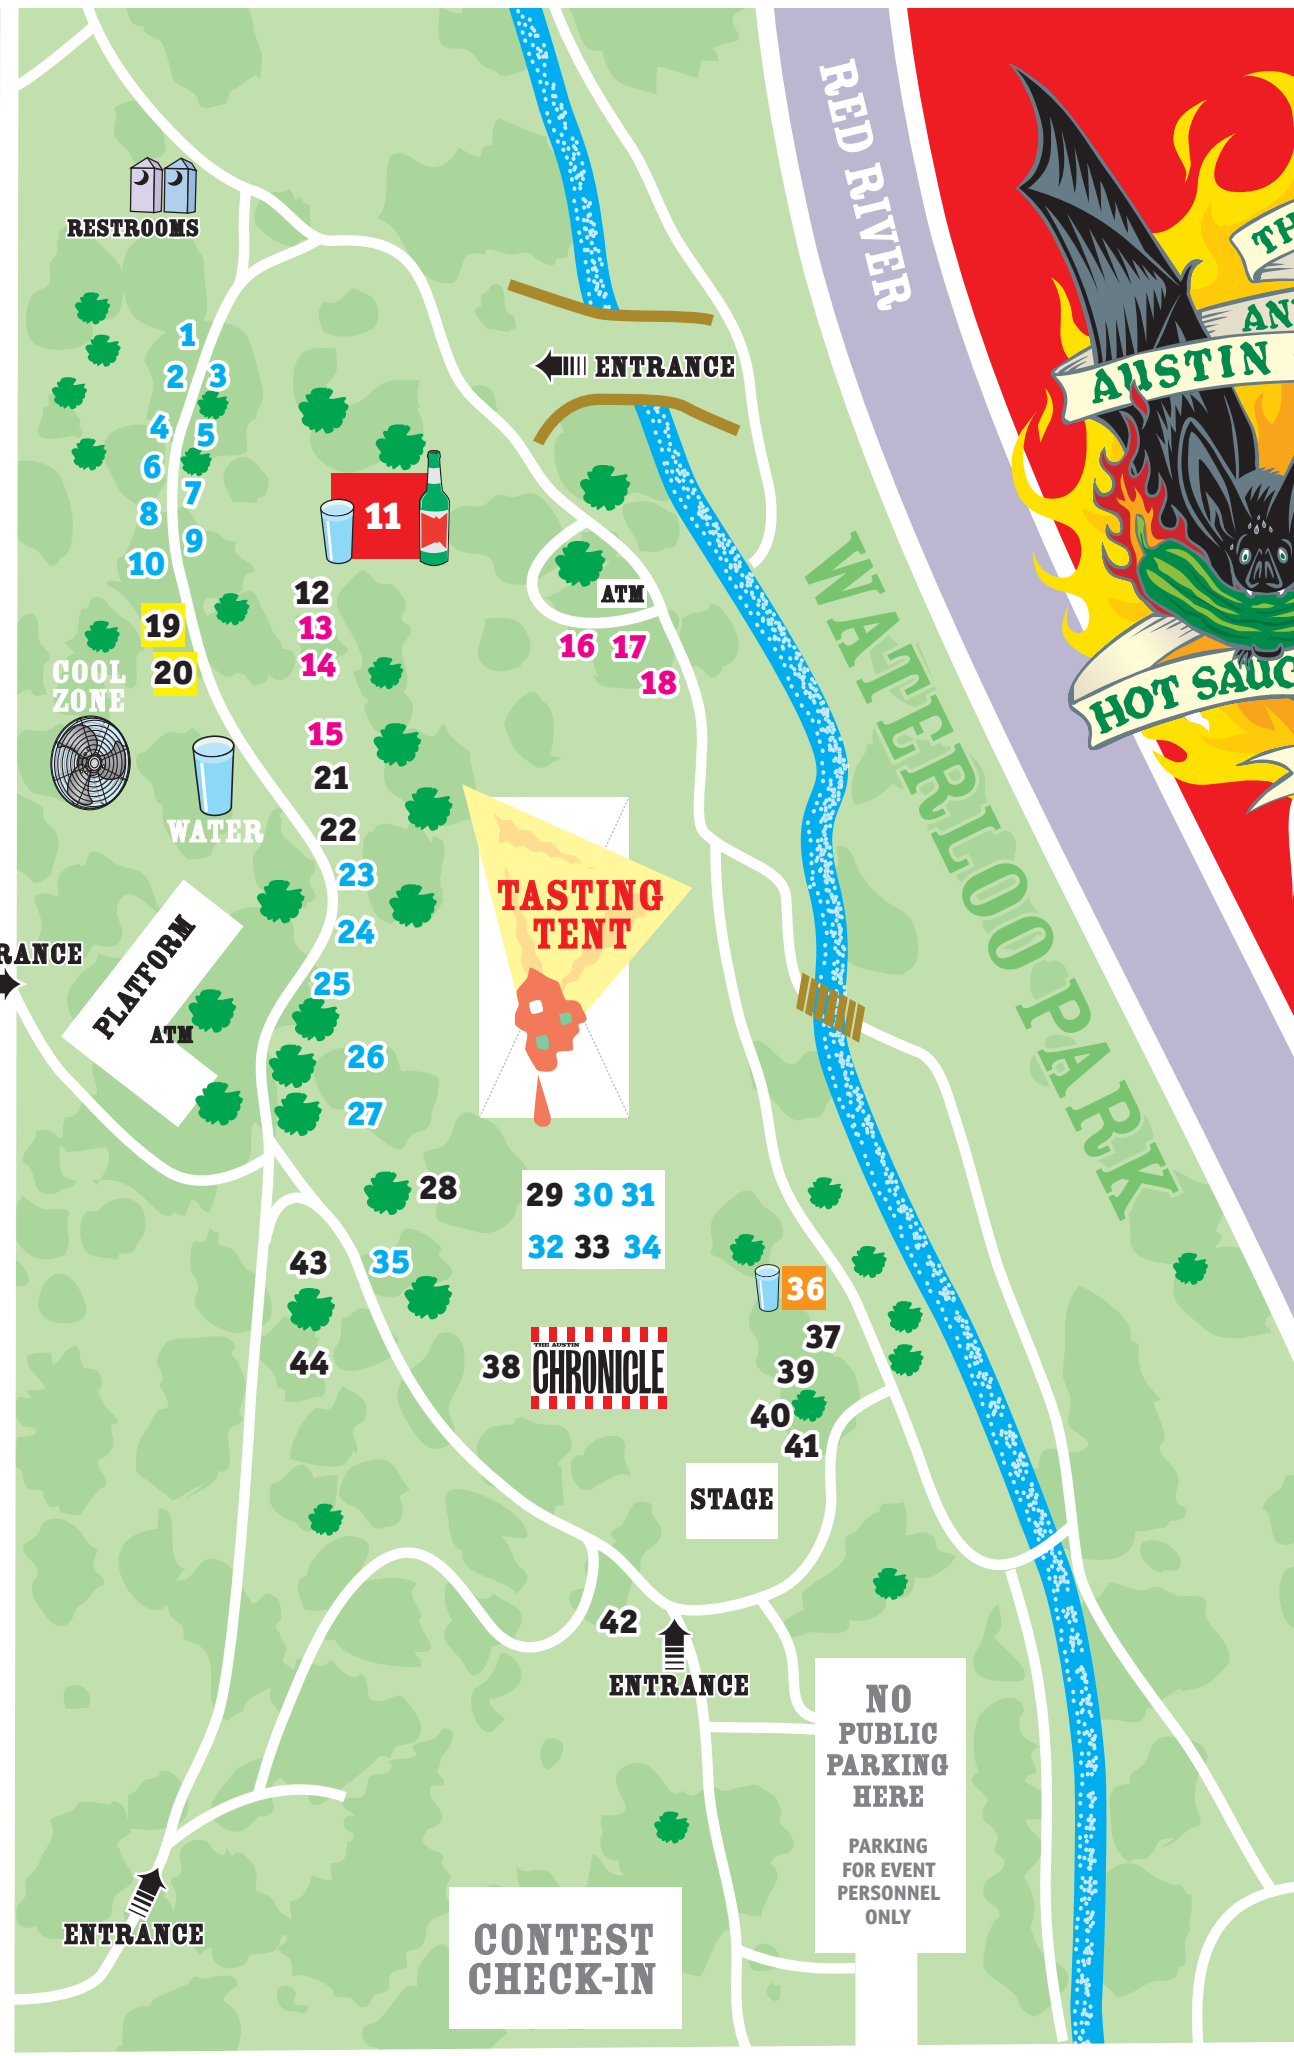 RED RIVER
RESTROOMS
TH
AN
AUSTIN
HOT SAUC
1
2 3
4 5
6
7
8
9
10
ENTRANCE
11
12
13
14
15
ATM
16 17
18
19
20
COOL
ZONE
WATER
21
22
23
24
25
26
27
WATERLOO PARK
TASTING
TENT
RANCE
PLATFORM
ATM
28
29 30 31
32 33 34
43
35
44
36
37
39
40
41
38
THE AUSTIN
CHRONICLE
STAGE
42
ENTRANCE
NO
PUBLIC
PARKING
HERE
PARKING
FOR EVENT
PERSONNEL
ONLY
ENTRANCE
CONTEST
CHECK-IN